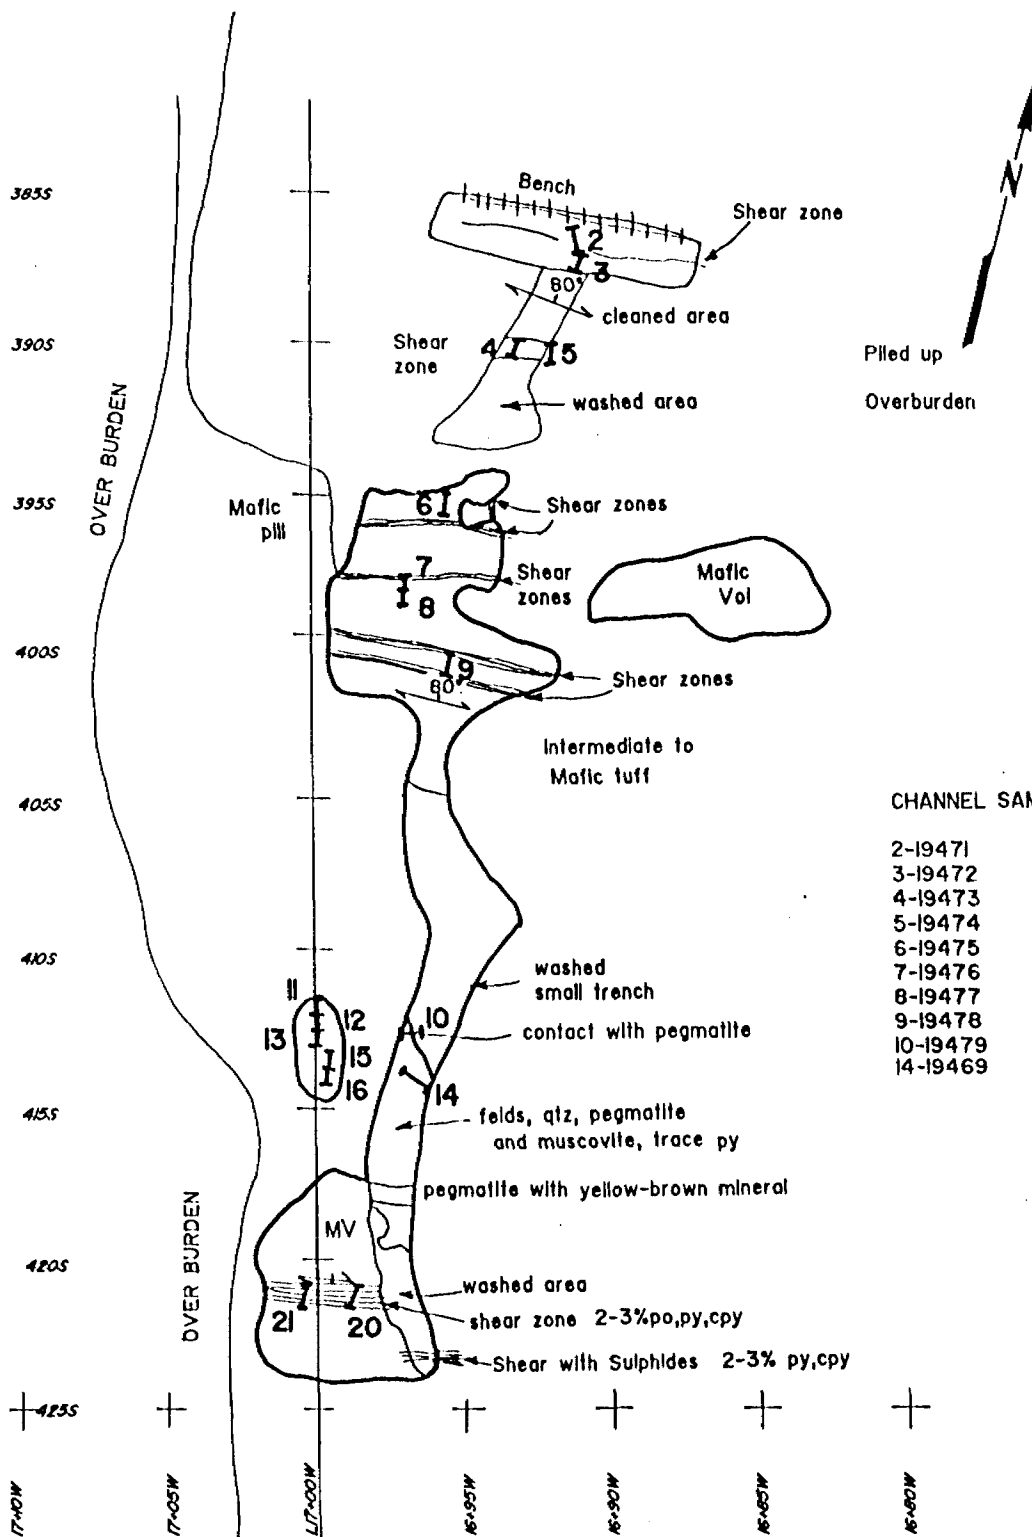 385S
Bench
N
Shear zone
2
3
80°
cleaned area
390S
Shear
zone
4
5
Piled up
Overburden
washed area
OVER BURDEN
395S
Mafic
pill
6
Shear zones
7
Shear
zones
Mafic
Vol
8
400S
9
80°
Shear zones
Intermediate to
Mafic tuff
405S
CHANNEL SAM
2-19471
3-19472
4-19473
5-19474
6-19475
7-19476
8-19477
9-19478
10-19479
14-19469
410S
washed
small trench
11
12
13
10
contact with pegmatite
15
16
14
415S
felds, qtz, pegmatite
and muscovite, trace py
pegmatite with yellow-brown mineral
OVER BURDEN
MV
420S
washed area
21
20
shear zone 2-3%po,py,cpy
Shear with Sulphides 2-3% py,cpy
425S
17+10W
17+05W
L17+00W
16+95W
16+90W
16+85W
16+80W